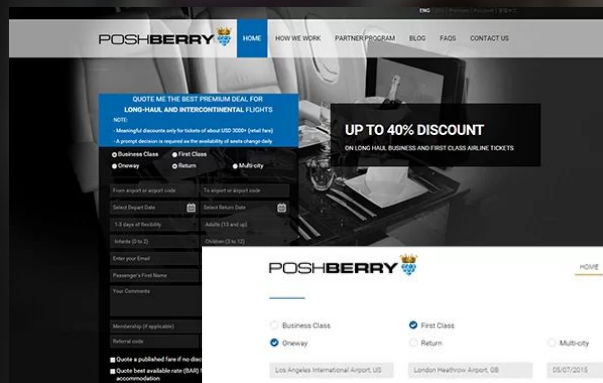 ENG
POSHBERRY
HOME
HOW WE WORK
PARTNER PROGRAM
BLOG
FAQS
CONTACT US
QUOTE ME THE BEST PREMIUM DEAL FOR
LONG-HAUL AND INTERCONTINENTAL FLIGHTS
NOTE:
- Meaningful discounts only for tickets of about USD 3000+ (retail fare)
- A prompt decision is required as the availability of seats change daily
Business Class
First Class
Oneway
Return
Multi-city
From airport or airport code
To airport or airport code
Select Depart Date
Select Return Date
1-3 days of flexibility
Adults (13 and up)
Infants (0 to 2)
Children (3 to 12)
Enter your Email
Passenger's First Name
Your Comments
Membership (if applicable)
Referral code
Quote a published fare if no disc
Quote best available rate (BAR)
accommodation
UP TO 40% DISCOUNT
ON LONG HAUL BUSINESS AND FIRST CLASS AIRLINE TICKETS
POSHBERRY
HOME
Business Class
First Class
Oneway
Return
Multi-city
Los Angeles International Airport, US
London Heathrow Airport, GB
05/07/2015